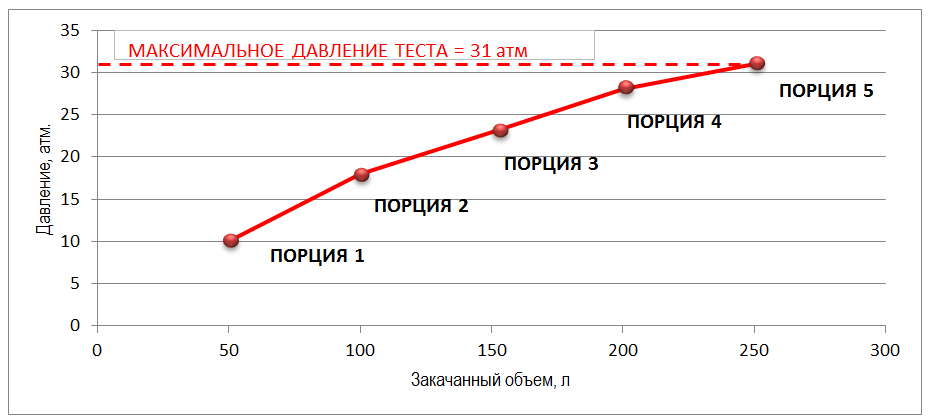 35
МАКСИМАЛЬНОЕ ДАВЛЕНИЕ ТЕСТА = 31 атм
30
ПОРЦИЯ 5
25
ПОРЦИЯ 4
20
ПОРЦИЯ 3
15
ПОРЦИЯ 2
10
ПОРЦИЯ 1
5
0
Давление, атм.
0 50 100 150 200 250 300
Закачанный объем, л